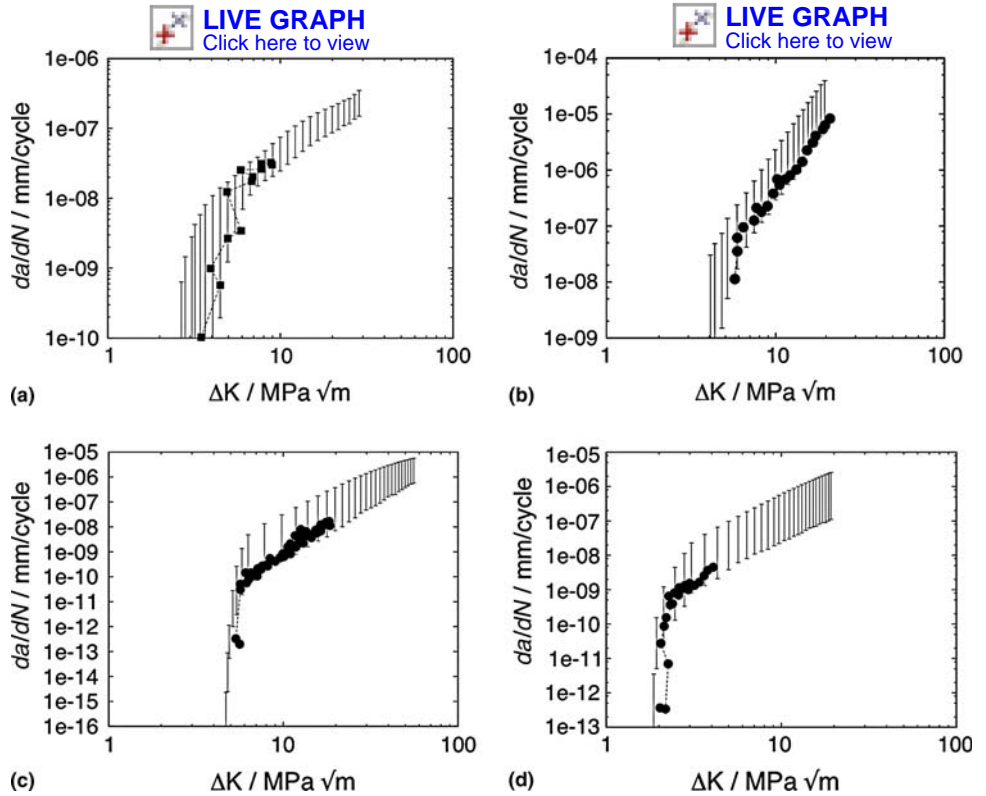 LIVE GRAPH
Click here to view
LIVE GRAPH
Click here to view
1e-06
1e-07
1e-08
1e-09
1e-10
da/dN / mm/cycle
1
10
100
ΔK / MPa √m
(a)
1e-04
1e-05
1e-06
1e-07
1e-08
1e-09
da/dN / mm/cycle
1
10
100
ΔK / MPa √m
(b)
1e-05
1e-06
1e-07
1e-08
1e-09
1e-10
1e-11
1e-12
1e-13
1e-14
1e-15
1e-16
da/dN / mm/cycle
1
10
100
ΔK / MPa √m
(c)
1e-05
1e-06
1e-07
1e-08
1e-09
1e-10
1e-11
1e-12
1e-13
da/dN / mm/cycle
1
10
100
ΔK / MPa √m
(d)